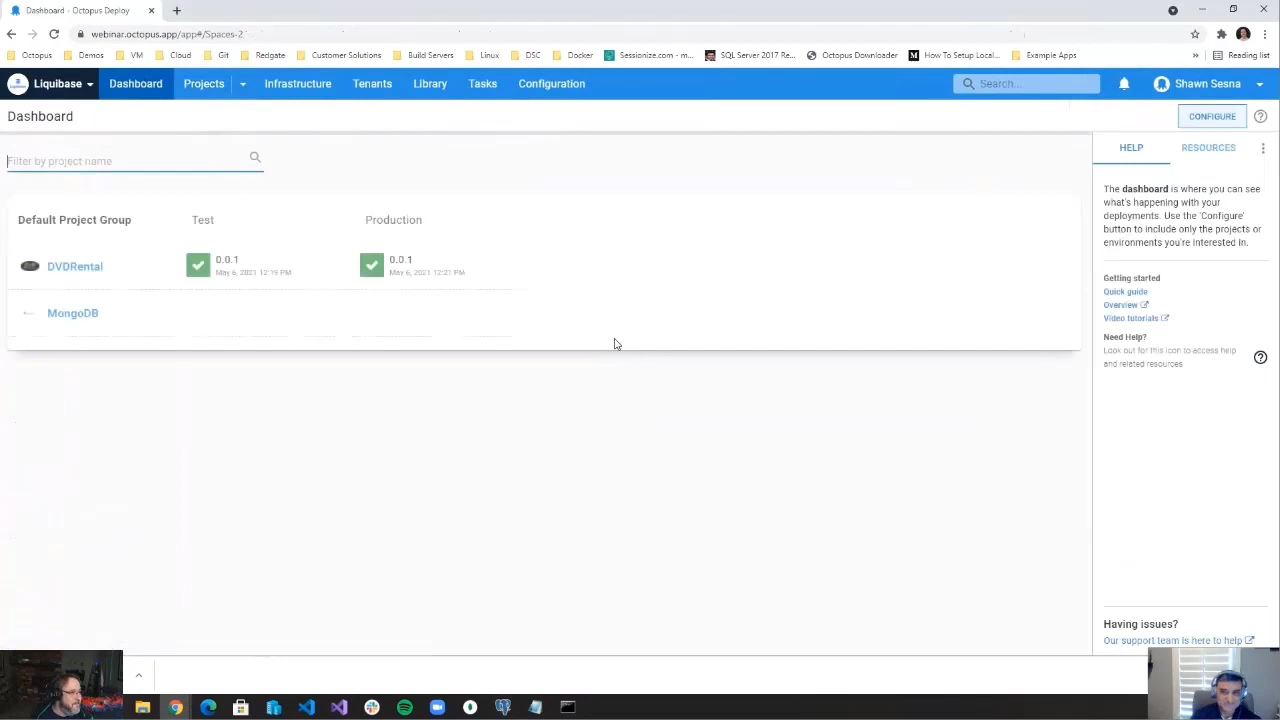 Dashboard - Octopus Deploy
webinar.octopus.app/app#/Spaces-2
Octopus Demos VM Cloud Git Redgate Customer Solutions Build Servers Linux DSC Docker Sessionize.com - m... SQL Server 2017 Re... Octopus Downloader How To Setup Local... Example Apps » Reading list
Liquibase Dashboard Projects Infrastructure Tenants Library Tasks Configuration Search... Shawn Sesna
Dashboard CONFIGURE
Filter by project name
Default Project Group Test Production
DVDRental
0.0.1
May 6, 2021 12:19 PM
0.0.1
May 6, 2021 12:21 PM
MongoDB
HELP RESOURCES
The dashboard is where you can see
what's happening with your
deployments. Use the 'Configure'
button to include only the projects or
environments you're interested in.
Getting started
Quick guide
Overview
Video tutorials
Need Help?
Look out for this icon to access help
and related resources
Having issues?
Our support team is here to help